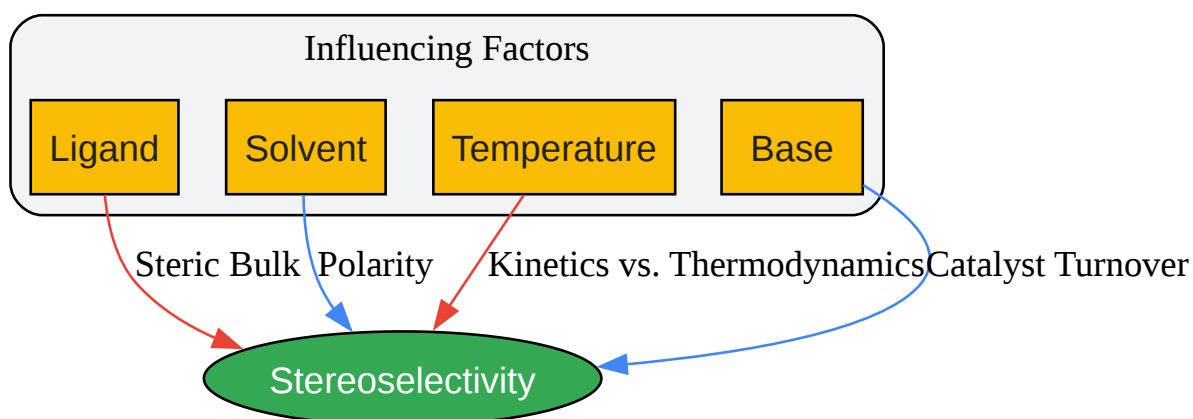 Influencing Factors
Ligand
Solvent
Temperature
Base
Steric Bulk
Polarity
Kinetics vs. Thermodynamics
Catalyst Turnover
Stereoselectivity